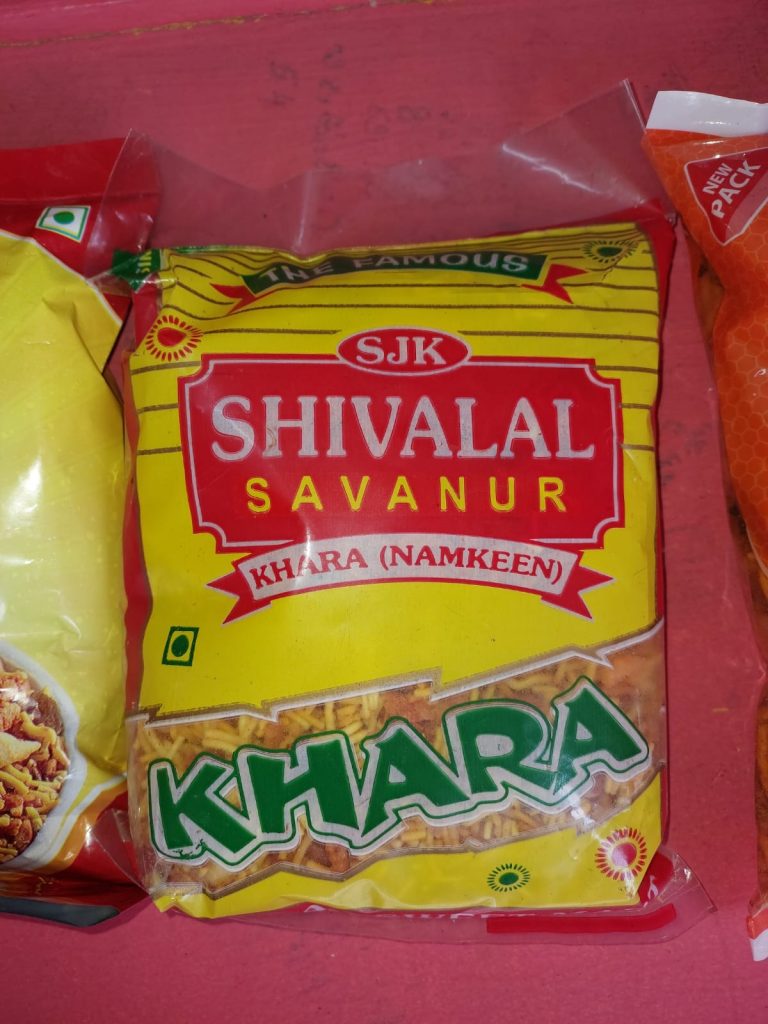 THE FAMOUS
SJK
SHIVALAL
SAVANUR
KHARA (NAMKEEN)
KHARA
NEW
PACK